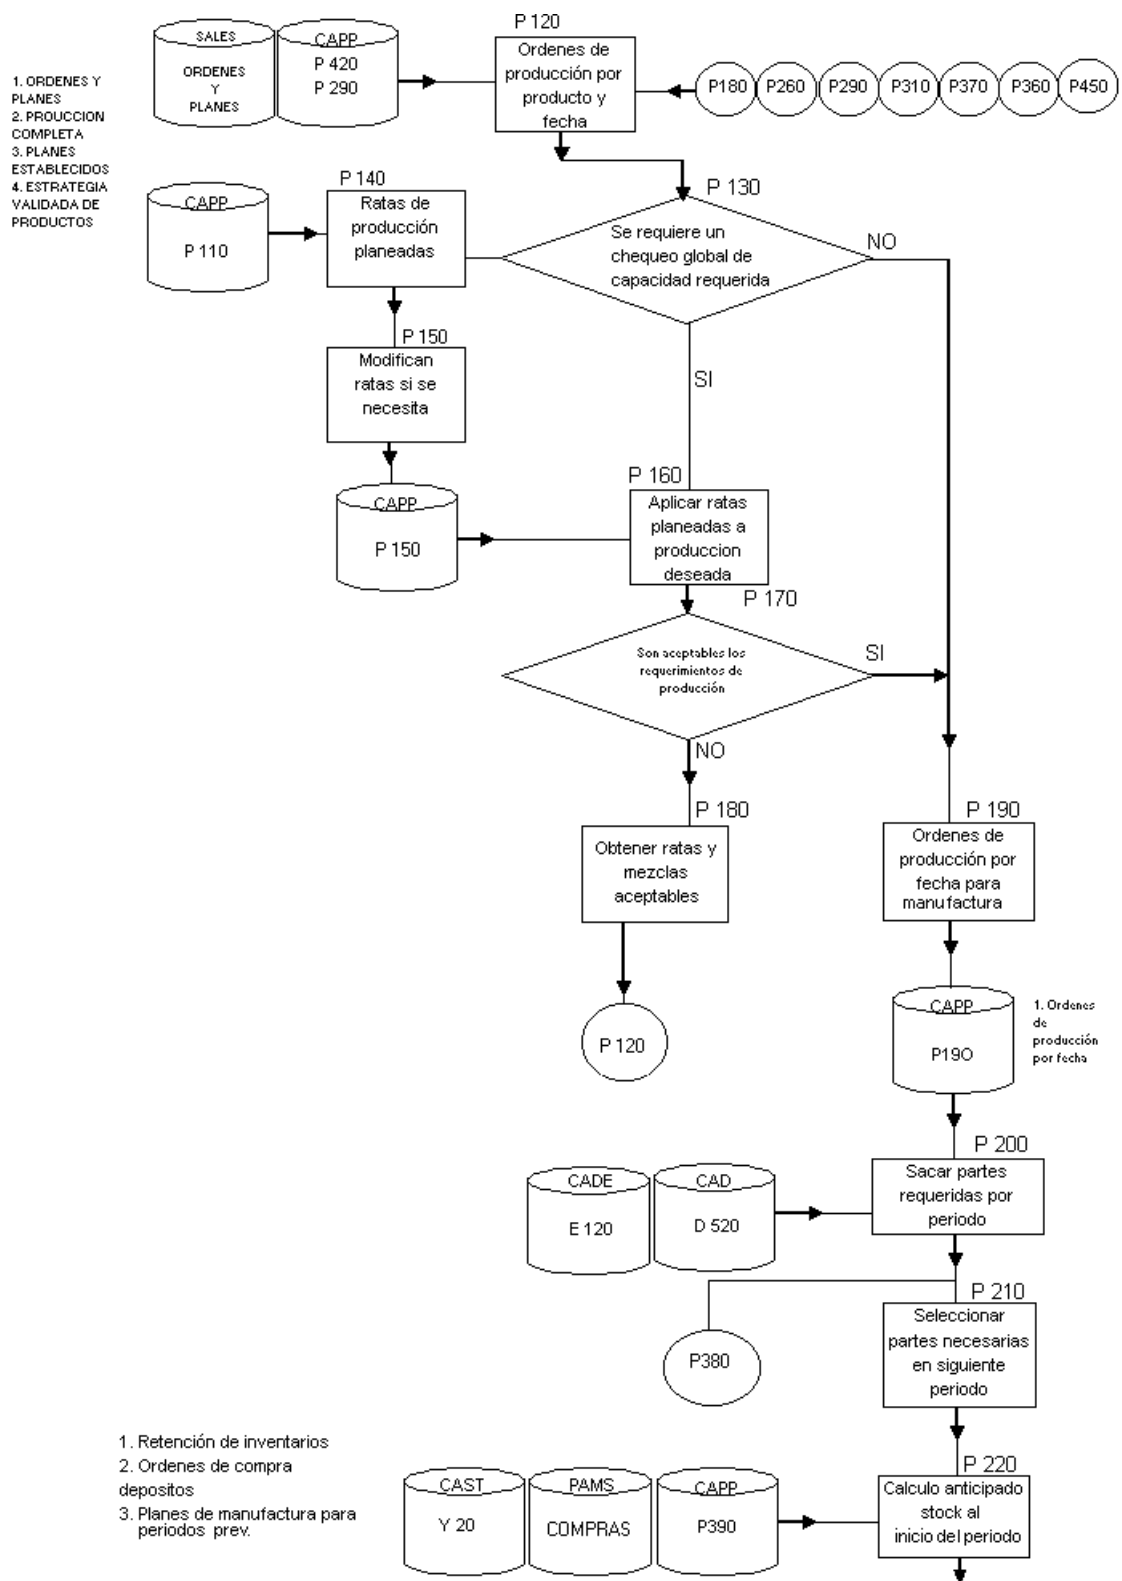 P 120
SALES
ORDENES
Y
PLANES
CAPP
P 420
P 290
Ordenes de
producción por
producto y
fecha
P180
P260
P290
P310
P370
P360
P450
1. ORDENES Y
PLANES
2. PROUCCION
COMPLETA
3. PLANES
ESTABLECIDOS
4. ESTRATEGIA
VALIDADA DE
PRODUCTOS
P 140
CAPP
P 110
Ratas de
producción
planeadas
P 130
Se requiere un
chequeo global de
capacidad requerida
NO
SI
P 150
Modifican
ratas si se
necesita
CAPP
P 150
P 160
Aplicar ratas
planeadas a
produccion
deseada
P 170
Son aceptables los
requerimientos de
producción
SI
NO
P 180
Obtener ratas y
mezclas
aceptables
P 120
P 190
Ordenes de
producción por
fecha para
manufactura
CAPP
P19O
1. Ordenes
de
producción
por fecha
P 200
CADE
E 120
CAD
D 520
Sacar partes
requeridas por
periodo
P380
P 210
Seleccionar
partes necesarias
en siguiente
periodo
1. Retención de inventarios
2. Ordenes de compra
depositos
3. Planes de manufactura para
periodos prev.
P 220
CAST
Y 20
PAMS
COMPRAS
CAPP
P390
Calculo anticipado
stock al
inicio del periodo